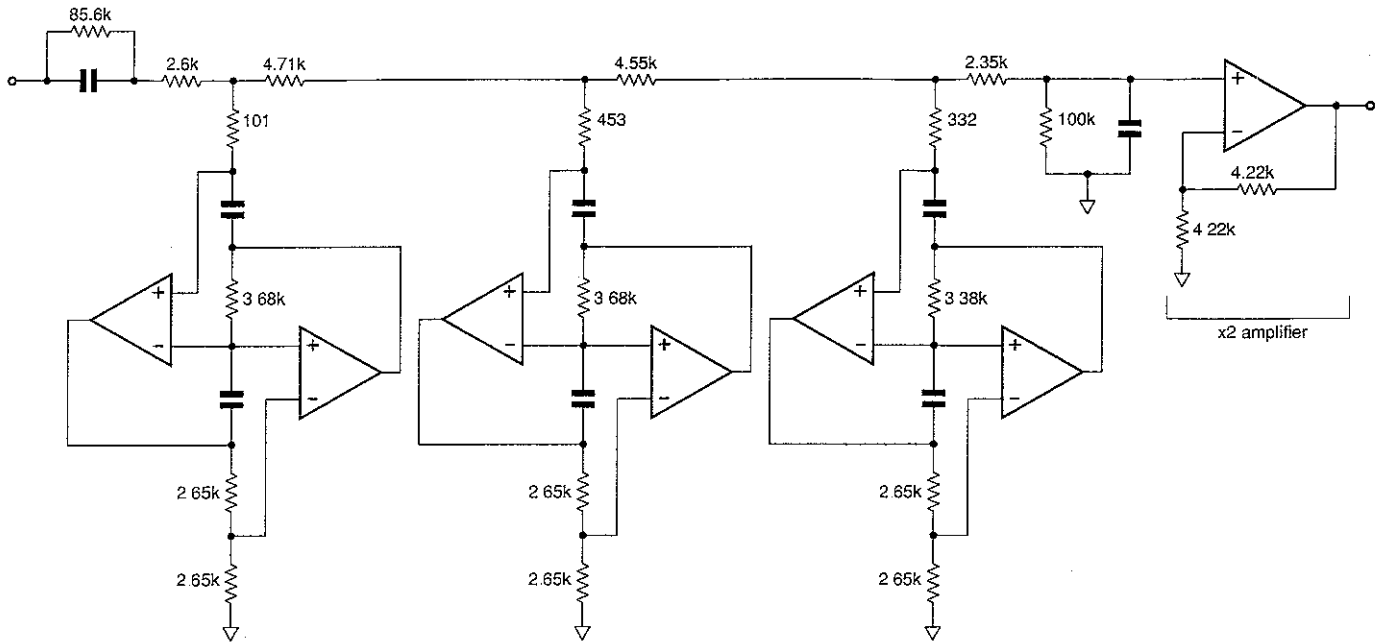 85.6k
2.6k
4.71k
4.55k
2.35k
101
453
332
100k
+
−
4.22k
4 22k
x2 amplifier
+
3 68k
−
+
−
+
3 68k
−
+
−
+
3 38k
−
+
−
2 65k
2 65k
2.65k
2.65k
2 65k
2 65k